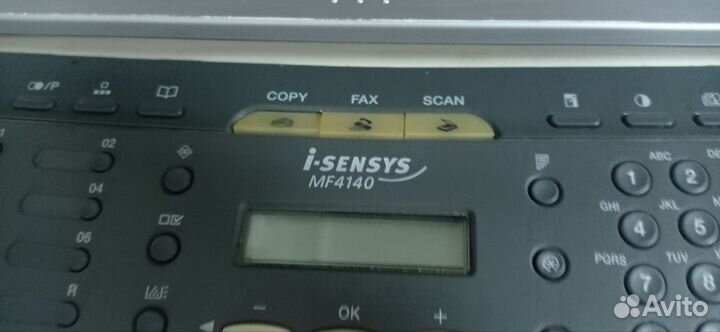 COPY FAX SCAN
/P
i-SENSYS
MF4140
02
04
06
R
ABC
1 2
GHI JKL
4 5
PQRS TUV
7 8
- OK +
Avito